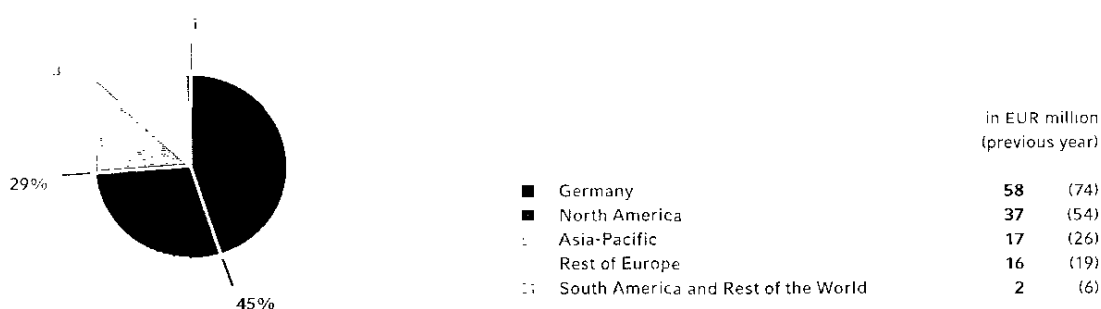 29%
45%
in EUR million
(previous year)
Germany 58 (74)
North America 37 (54)
Asia-Pacific 17 (26)
Rest of Europe 16 (19)
South America and Rest of the World 2 (6)